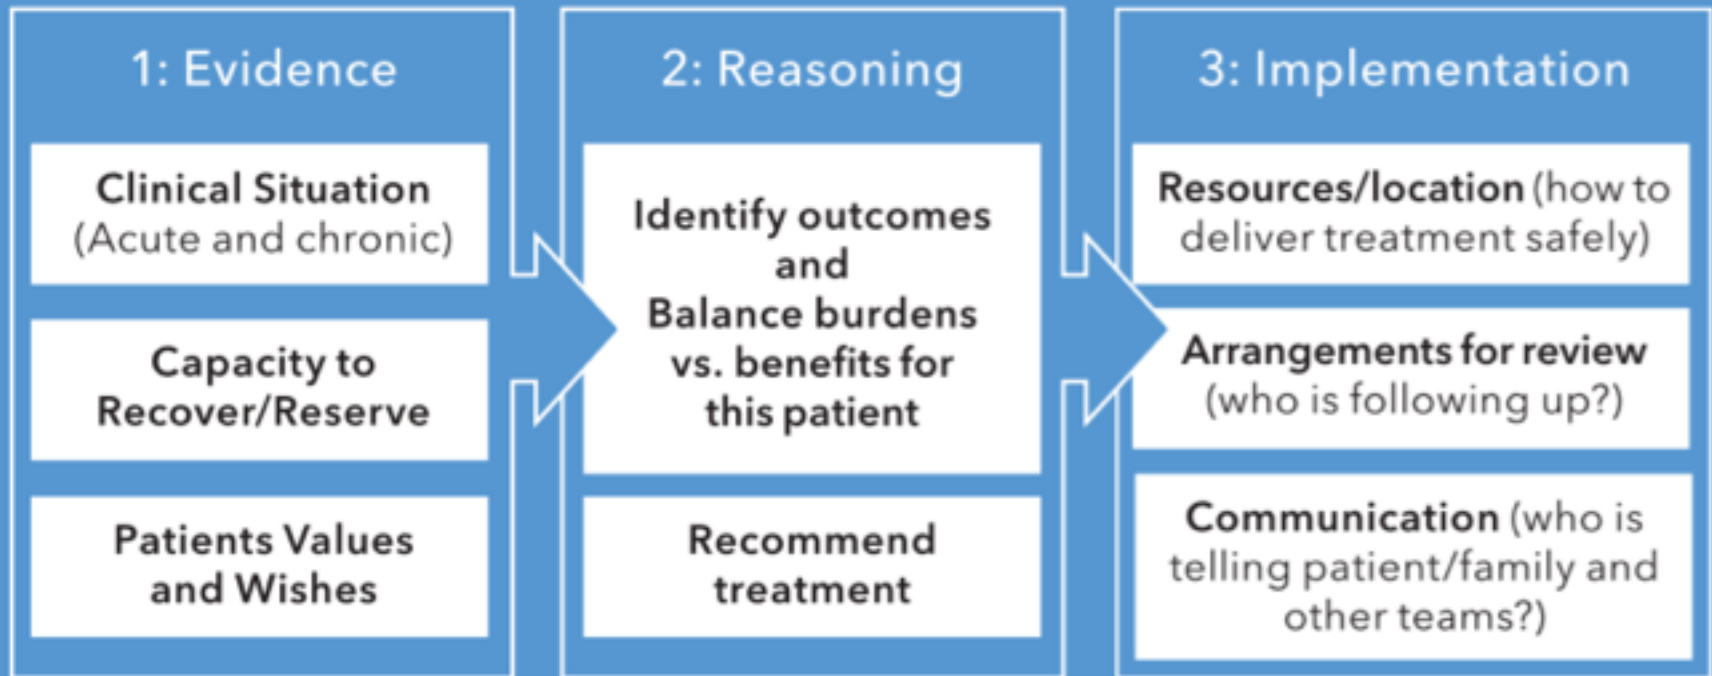 1: Evidence
Clinical Situation
(Acute and chronic)
Capacity to
Recover/Reserve
Patients Values
and Wishes
2: Reasoning
Identify outcomes
and
Balance burdens
vs. benefits for
this patient
Recommend
treatment
3: Implementation
Resources/location (how to
deliver treatment safely)
Arrangements for review
(who is following up?)
Communication (who is
telling patient/family and
other teams?)